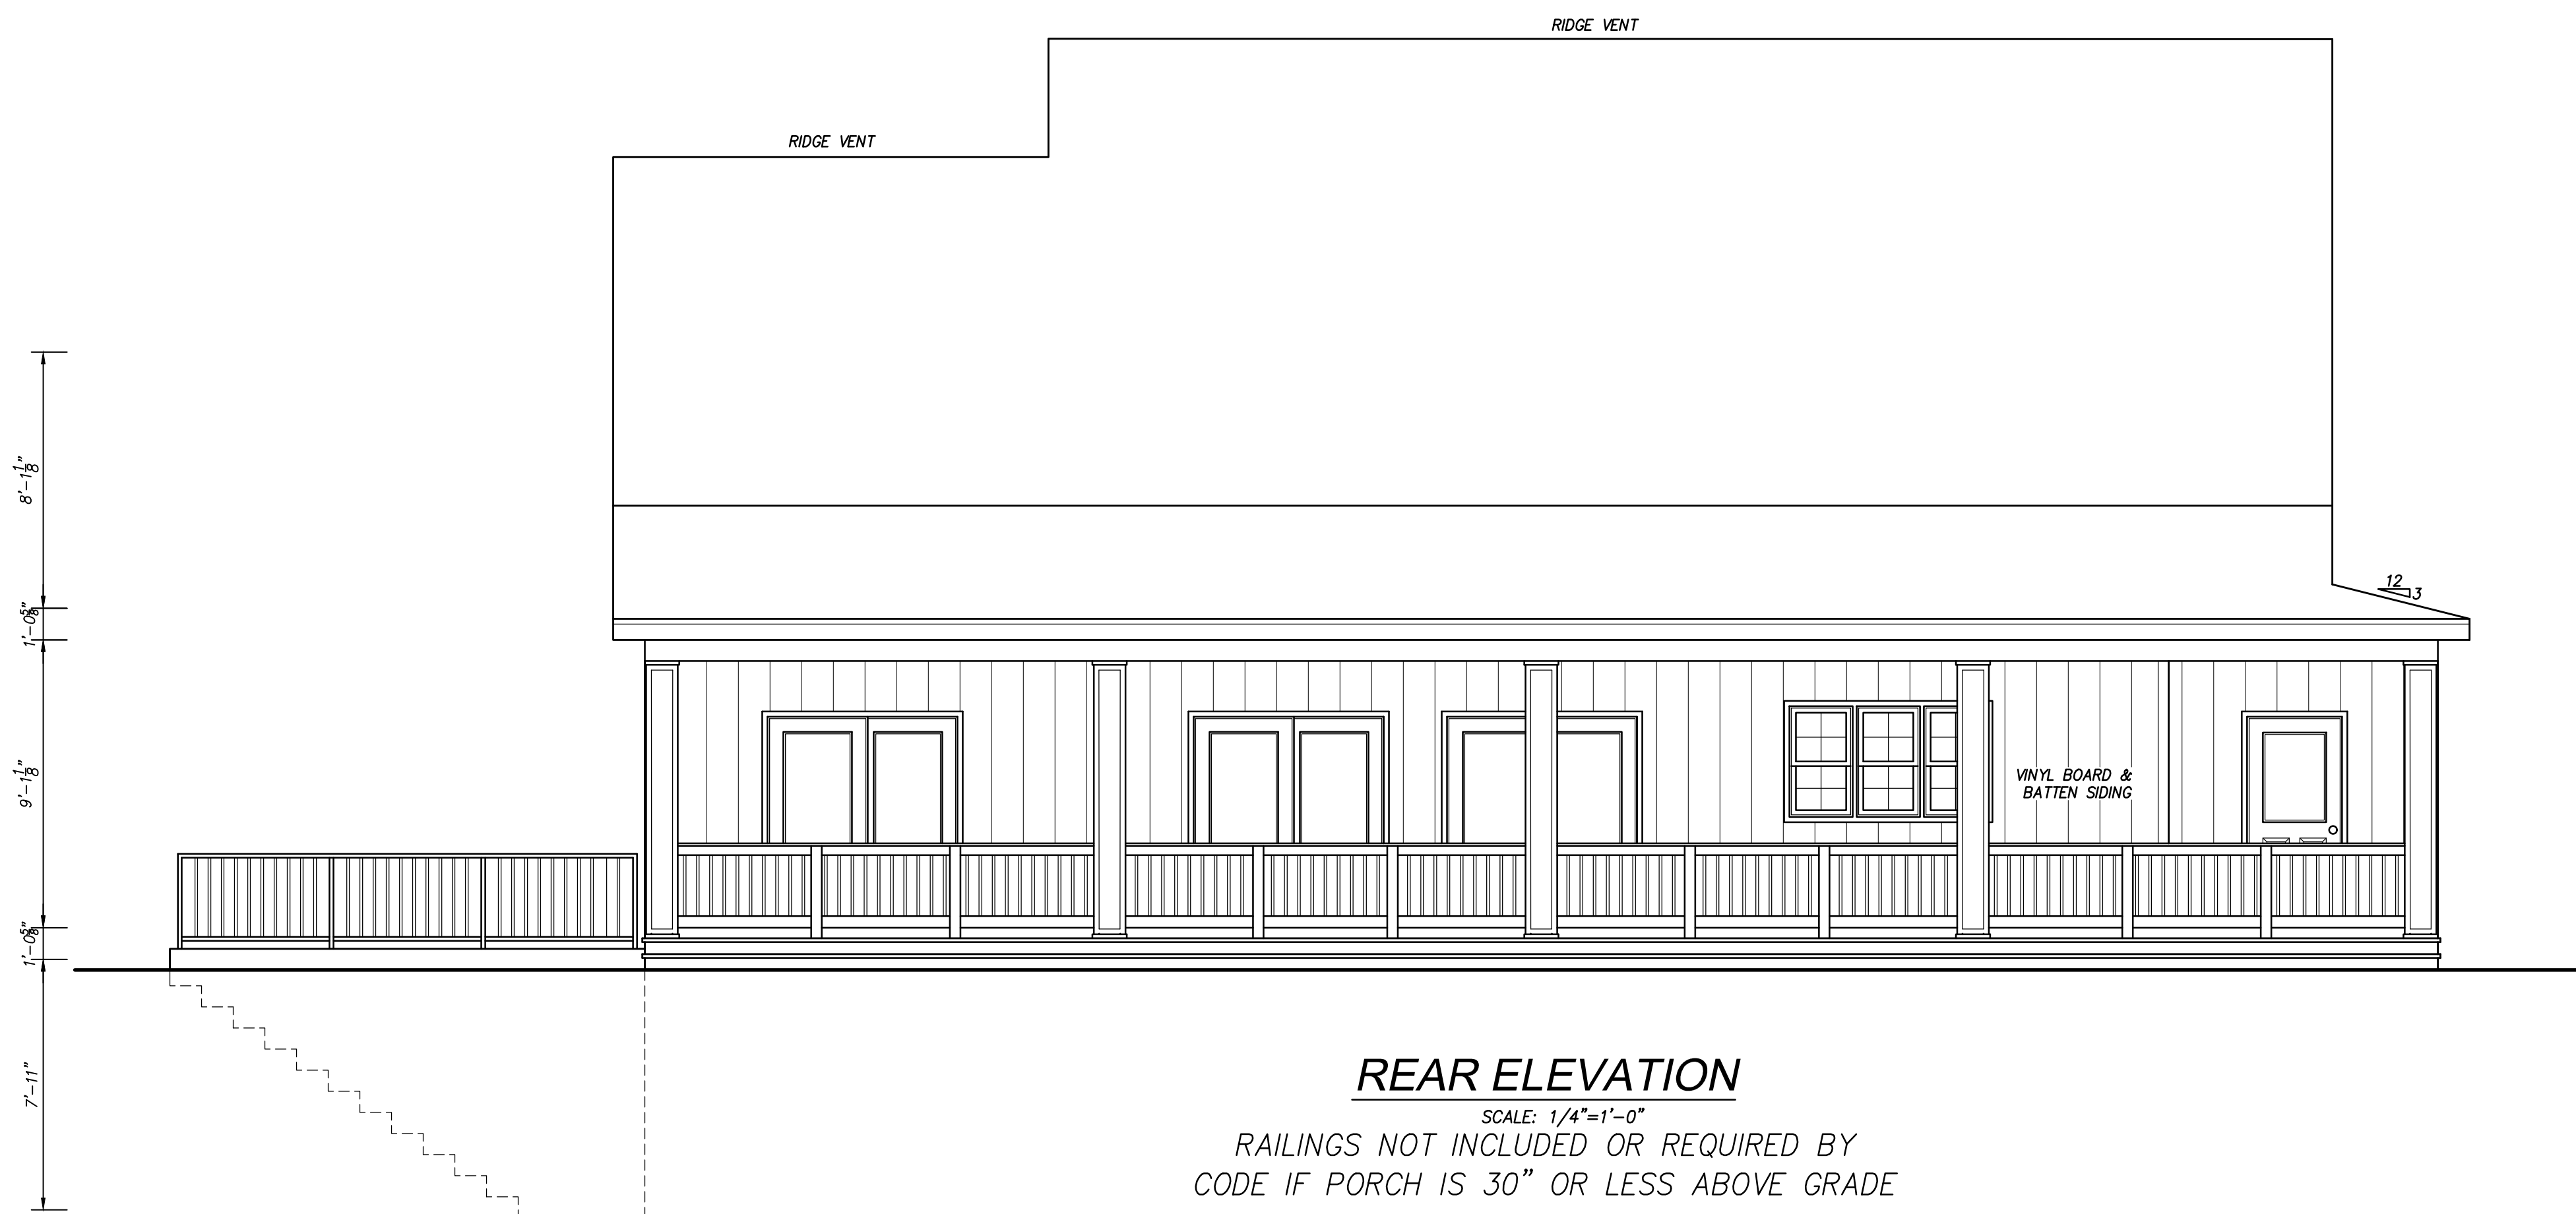 RIDGE VENT
RIDGE VENT
8'-1 1/8"
12
3
1'-0 5/8"
9'-1 1/8"
VINYL BOARD &
BATTEN SIDING
1'-0 5/8"
7'-11"
REAR ELEVATION
SCALE: 1/4"=1'-0"
RAILINGS NOT INCLUDED OR REQUIRED BY
CODE IF PORCH IS 30" OR LESS ABOVE GRADE